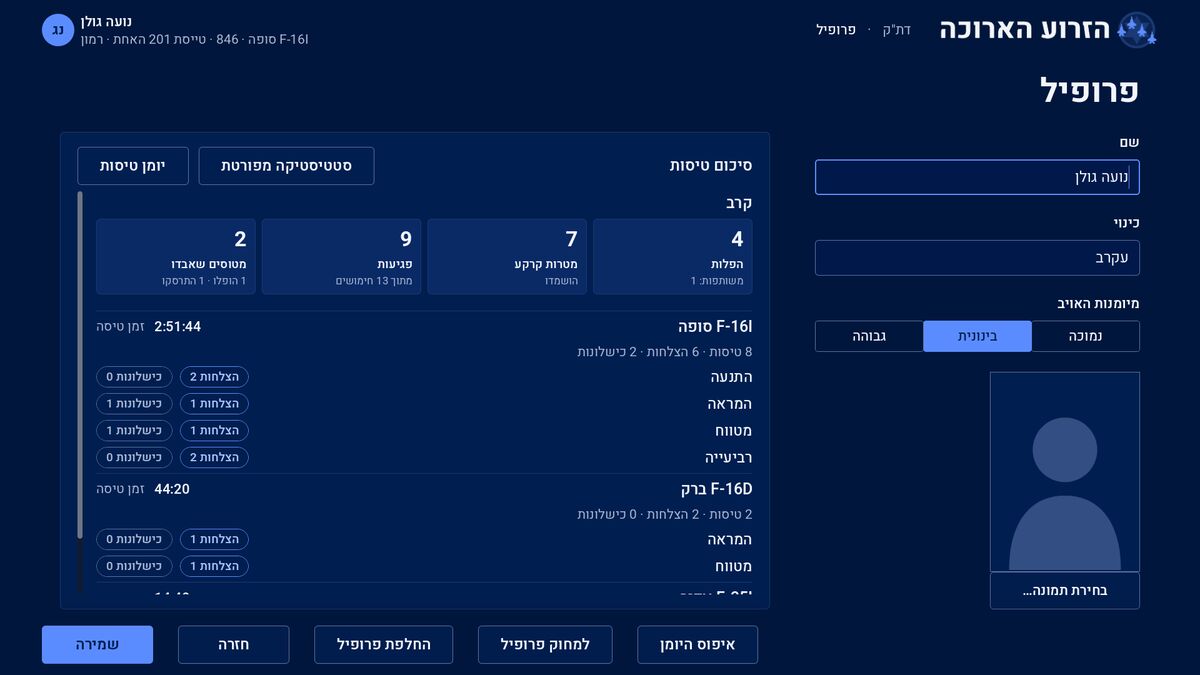 הזרוע הארוכה
דת"ק · פרופיל
נועה גולן
F-16I סופה · 846 · טייסת 201 האחת · רמון
נג
פרופיל
שם
נועה גולן
כינוי
עקרב
מיומנות האויב
נמוכה
בינונית
גבוהה
בחירת תמונה...
סיכום טיסות
סטטיסטיקה מפורטת
יומן טיסות
קרב
4
הפלות
משותפות: 1
7
מטרות קרקע
הושמדו
9
פגיעות
מתוך 13 חימושים
2
מטוסים שאבדו
1 הופלו · 1 התרסקו
F-16I סופה
2:51:44 זמן טיסה
8 טיסות · 6 הצלחות · 2 כישלונות
התנעה הצלחות 2 כישלונות 0
המראה הצלחות 1 כישלונות 1
מטווח הצלחות 1 כישלונות 1
רביעייה הצלחות 2 כישלונות 0
F-16D ברק
44:20 זמן טיסה
2 טיסות · 2 הצלחות · 0 כישלונות
המראה הצלחות 1 כישלונות 0
מטווח הצלחות 1 כישלונות 0
איפוס היומן
למחוק פרופיל
החלפת פרופיל
חזרה
שמירה